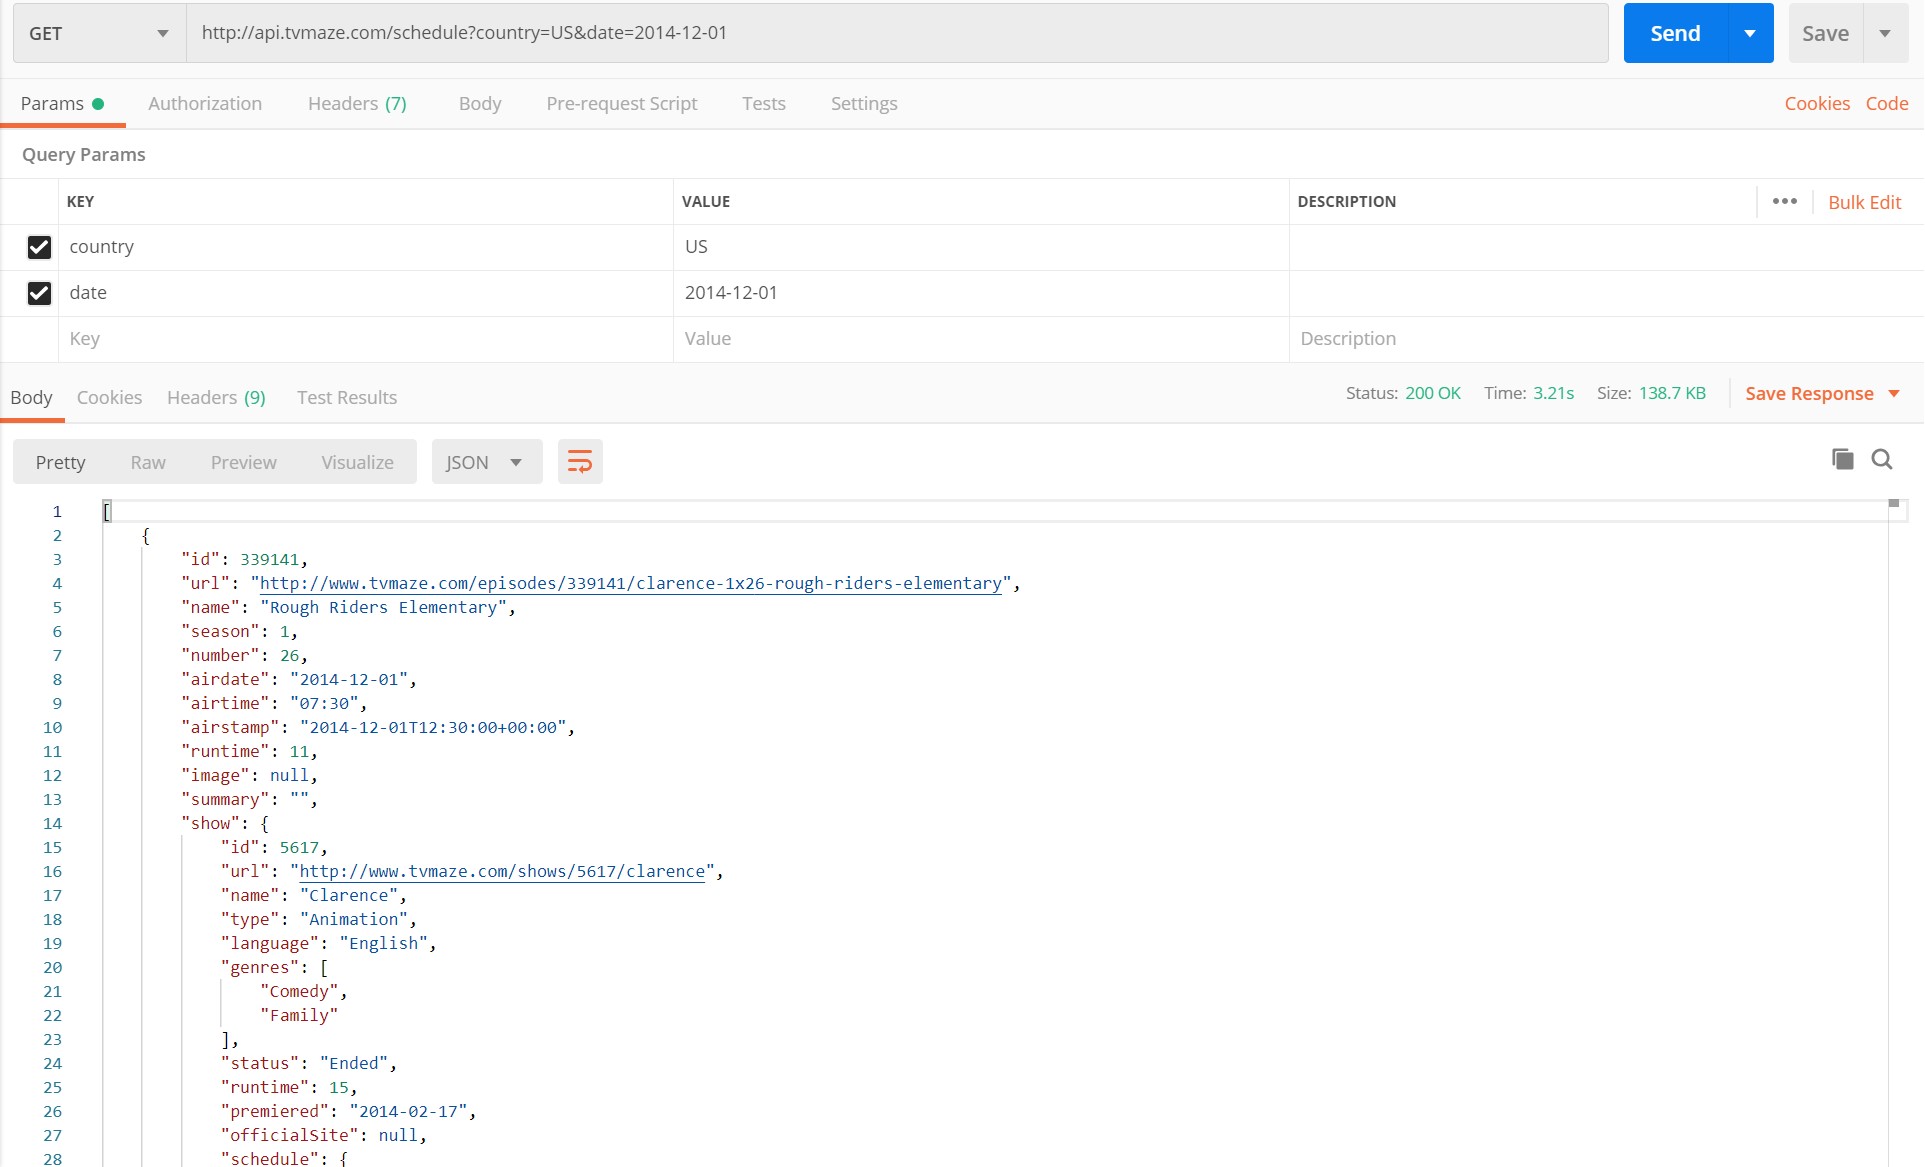 GET http://api.tvmaze.com/schedule?country=US&date=2014-12-01 Send Save
Params Authorization Headers (7) Body Pre-request Script Tests Settings Cookies Code
Query Params
KEY VALUE DESCRIPTION ••• Bulk Edit
country US
date 2014-12-01
Key Value Description
Body Cookies Headers (9) Test Results Status: 200 OK Time: 3.21s Size: 138.7 KB Save Response
Pretty Raw Preview Visualize JSON
1 [
2 {
3 "id": 339141,
4 "url": "http://www.tvmaze.com/episodes/339141/clarence-1x26-rough-riders-elementary",
5 "name": "Rough Riders Elementary",
6 "season": 1,
7 "number": 26,
8 "airdate": "2014-12-01",
9 "airtime": "07:30",
10 "airstamp": "2014-12-01T12:30:00+00:00",
11 "runtime": 11,
12 "image": null,
13 "summary": "",
14 "show": {
15 "id": 5617,
16 "url": "http://www.tvmaze.com/shows/5617/clarence",
17 "name": "Clarence",
18 "type": "Animation",
19 "language": "English",
20 "genres": [
21 "Comedy",
22 "Family"
23 ],
24 "status": "Ended",
25 "runtime": 15,
26 "premiered": "2014-02-17",
27 "officialSite": null,
28 "schedule": {